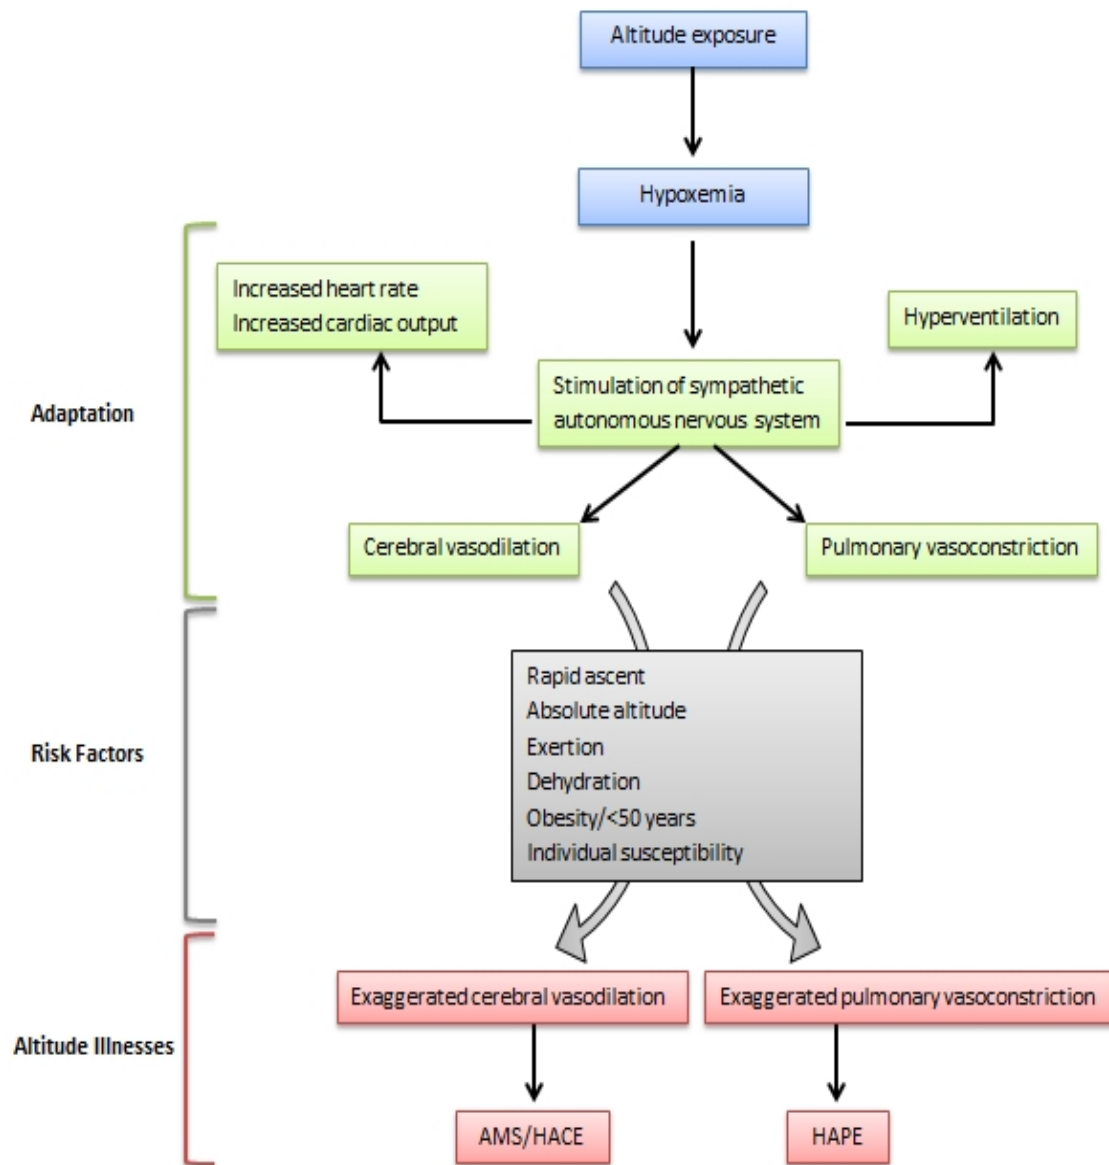 Altitude exposure
Hypoxemia
Increased heart rate
Increased cardiac output
Hyperventilation
Adaptation
Stimulation of sympathetic
autonomous nervous system
Cerebral vasodilation
Pulmonary vasoconstriction
Risk Factors
Rapid ascent
Absolute altitude
Exertion
Dehydration
Obesity/<50 years
Individual susceptibility
Altitude Illnesses
Exaggerated cerebral vasodilation
Exaggerated pulmonary vasoconstriction
AMS/HACE
HAPE